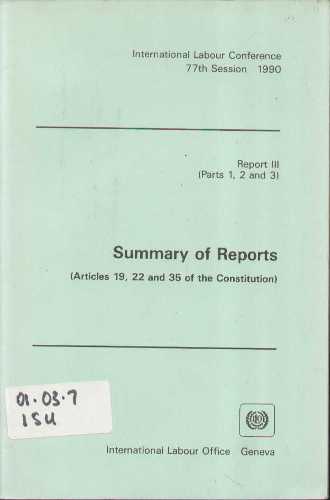 International Labour Conference
77th Session 1990
Report III
(Parts 1, 2 and 3)
Summary of Reports
(Articles 19, 22 and 35 of the Constitution)
01.03.7
ISU
International Labour Office Geneva